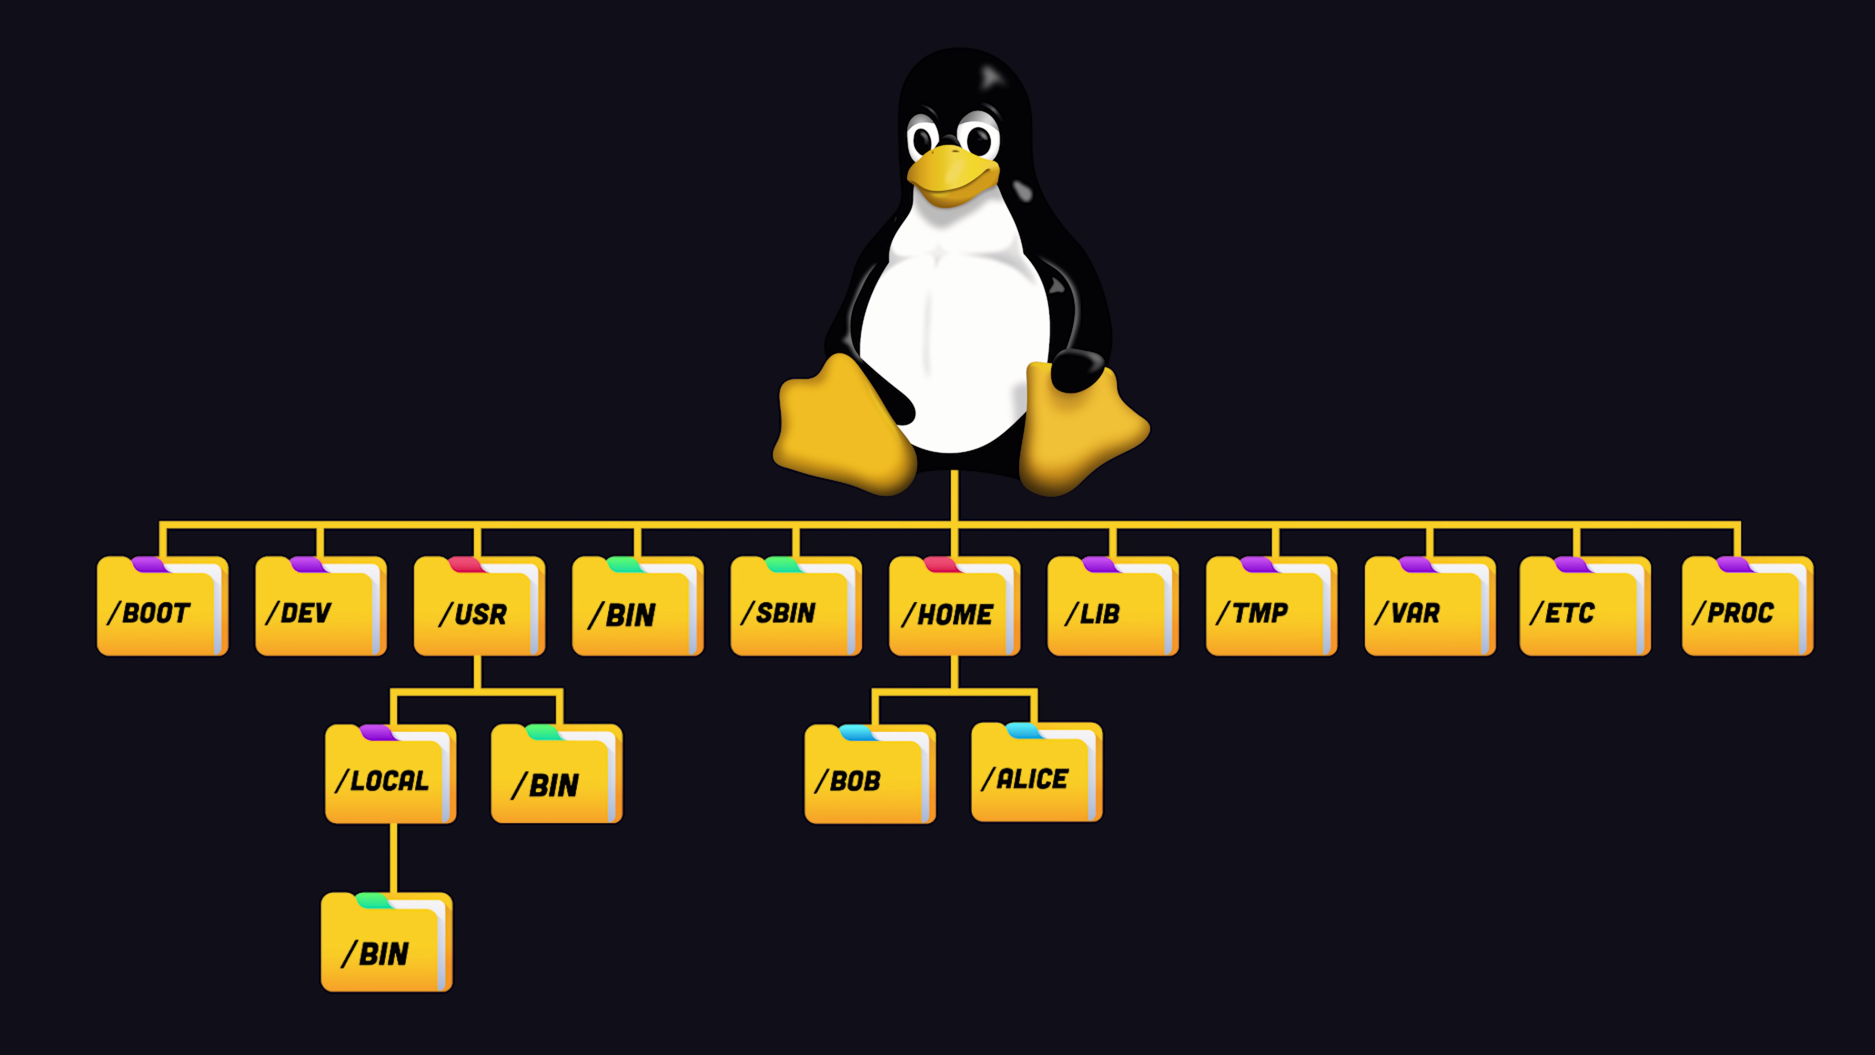 /BOOT
/DEV
/USR
/BIN
/SBIN
/HOME
/LIB
/TMP
/VAR
/ETC
/PROC
/LOCAL
/BIN
/BOB
/ALICE
/BIN